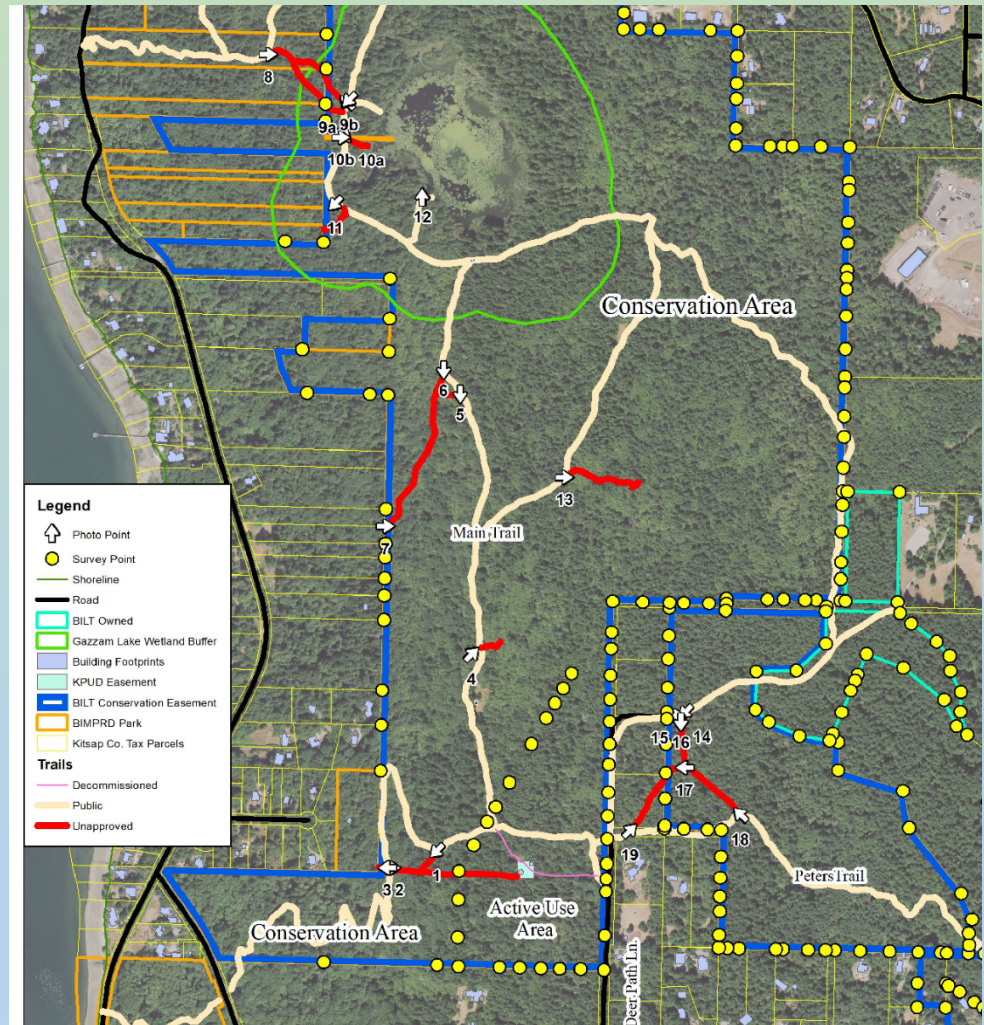 8
9a 9b
10b 10a
11
12
Conservation Area
6
5
13
7
Main Trail
4
15 14
16
17
18
19
1
3 2
Peters Trail
Active Use
Area
Conservation Area
Deer Path Ln.
Legend
Photo Point
Survey Point
Shoreline
Road
BILT Owned
Gazzam Lake Wetland Buffer
Building Footprints
KPUD Easement
BILT Conservation Easement
BIMPRD Park
Kitsap Co. Tax Parcels
Trails
Decommissioned
Public
Unapproved